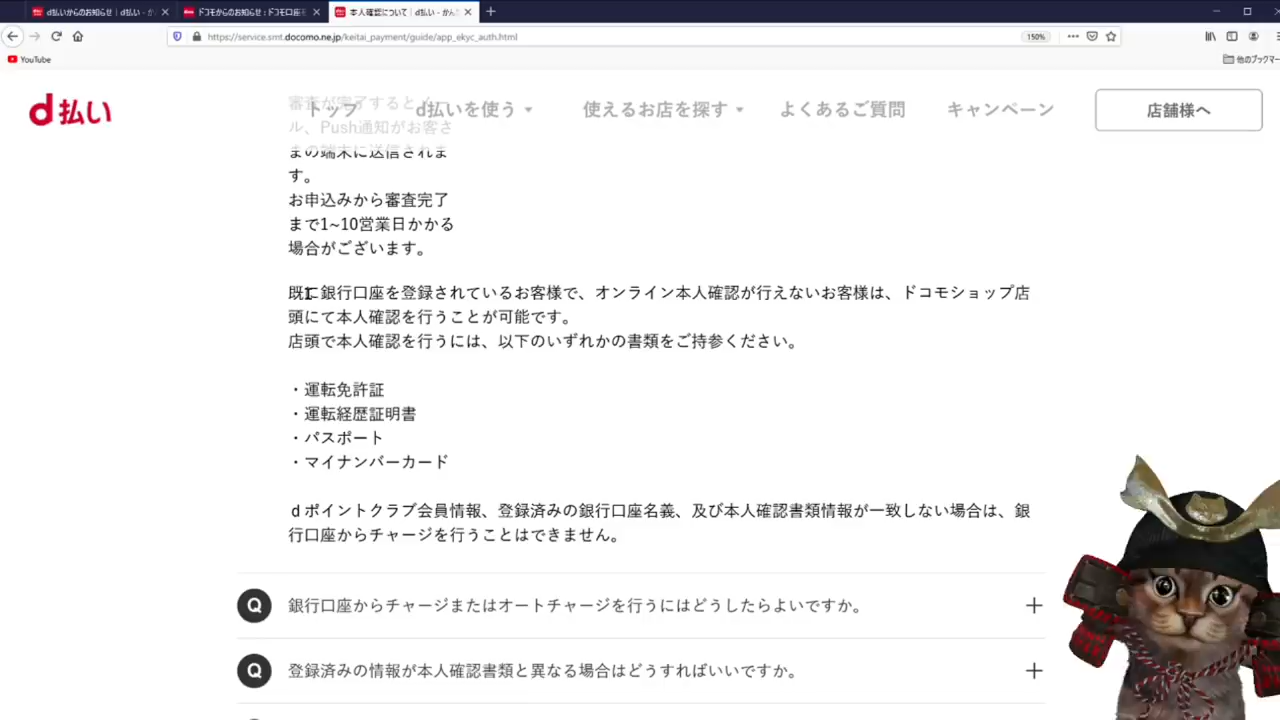 d払いからのお知らせ | d払い - か
ドコモからのお知らせ : ドコモ口座を
本人確認について | d払い - かん
https://service.smt.docomo.ne.jp/keitai_payment/guide/app_ekyc_auth.html
150%
YouTube
他のブックマー
d払い
トップ
d払いを使う
使えるお店を探す
よくあるご質問
キャンペーン
店舗様へ
審査が完了するとメー
ル、Push通知がお客さ
まの端末に送信されま
す。
お申込みから審査完了
まで1~10営業日かかる
場合がございます。
既に銀行口座を登録されているお客様で、オンライン本人確認が行えないお客様は、ドコモショップ店
頭にて本人確認を行うことが可能です。
店頭で本人確認を行うには、以下のいずれかの書類をご持参ください。
・運転免許証
・運転経歴証明書
・パスポート
・マイナンバーカード
ｄポイントクラブ会員情報、登録済みの銀行口座名義、及び本人確認書類情報が一致しない場合は、銀
行口座からチャージを行うことはできません。
Q 銀行口座からチャージまたはオートチャージを行うにはどうしたらよいですか。
Q 登録済みの情報が本人確認書類と異なる場合はどうすればいいですか。